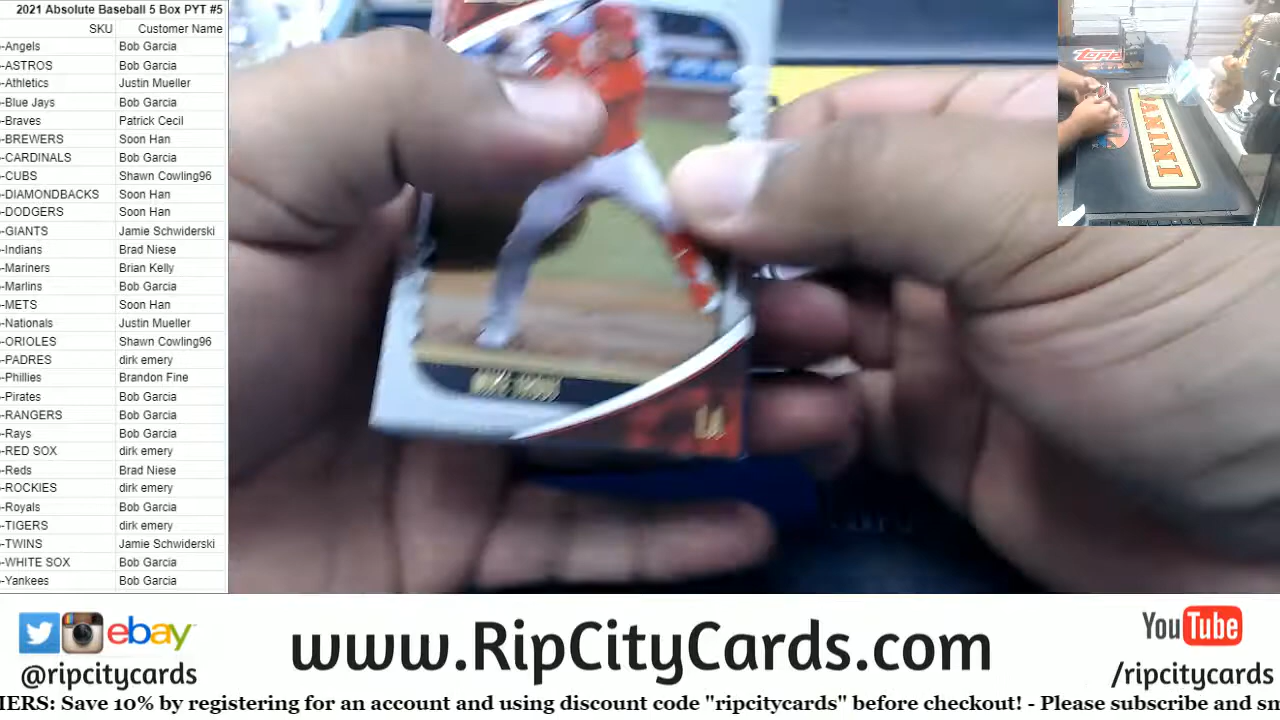 2021 Absolute Baseball 5 Box PYT #5
SKU Customer Name
-Angels Bob Garcia
-ASTROS Bob Garcia
-Athletics Justin Mueller
-Blue Jays Bob Garcia
-Braves Patrick Cecil
-BREWERS Soon Han
-CARDINALS Bob Garcia
-CUBS Shawn Cowling96
-DIAMONDBACKS Soon Han
-DODGERS Soon Han
-GIANTS Jamie Schwiderski
-Indians Brad Niese
-Mariners Brian Kelly
-Marlins Bob Garcia
-METS Soon Han
-Nationals Justin Mueller
-ORIOLES Shawn Cowling96
-PADRES dirk emery
-Phillies Brandon Fine
-Pirates Bob Garcia
-RANGERS Bob Garcia
-Rays Bob Garcia
-RED SOX dirk emery
-Reds Brad Niese
-ROCKIES dirk emery
-Royals Bob Garcia
-TIGERS dirk emery
-TWINS Jamie Schwiderski
-WHITE SOX Bob Garcia
-Yankees Bob Garcia
LA
Topps
PANINI
ebay
@ripcitycards
www.RipCityCards.com
YouTube
/ripcitycards
IERS: Save 10% by registering for an account and using discount code "ripcitycards" before checkout! - Please subscribe and sn